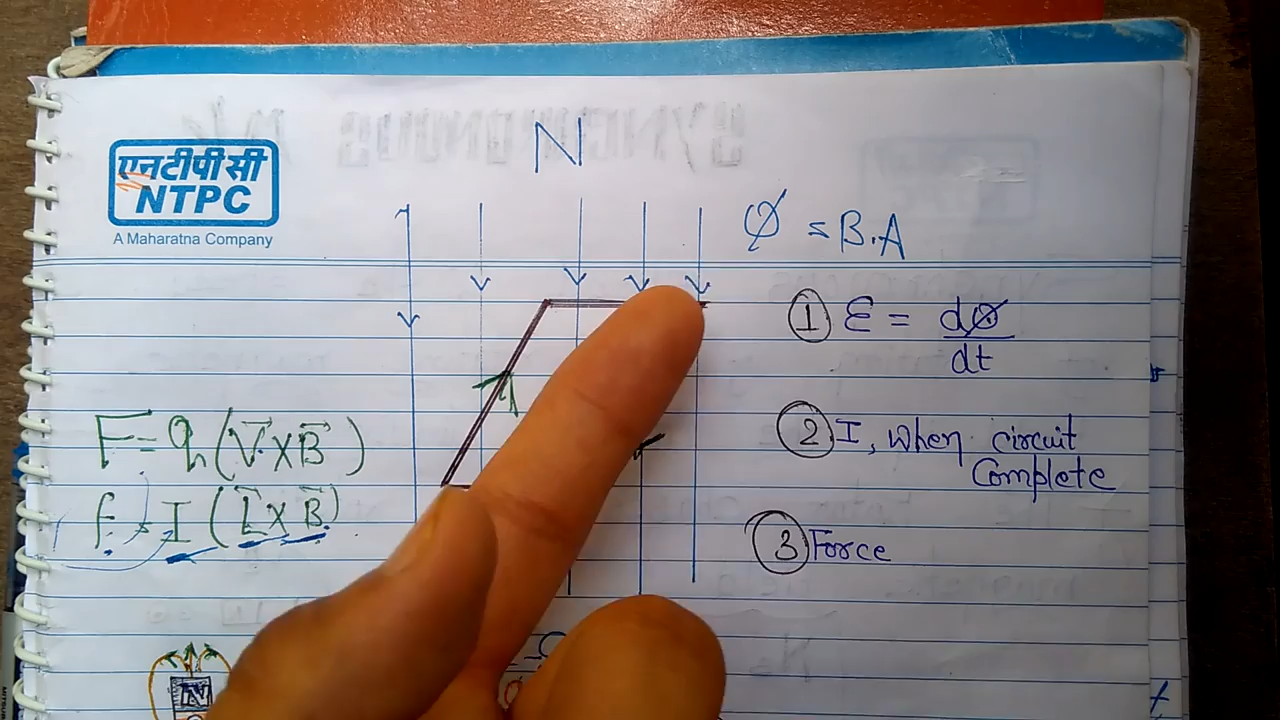 N
एनटीपीसी
NTPC
A Maharatna Company
Ø = B.A
① ε = dØ
dt
② I, when circuit
Complete
③ Force
F = q(V×B)
f = I(L×B)
N